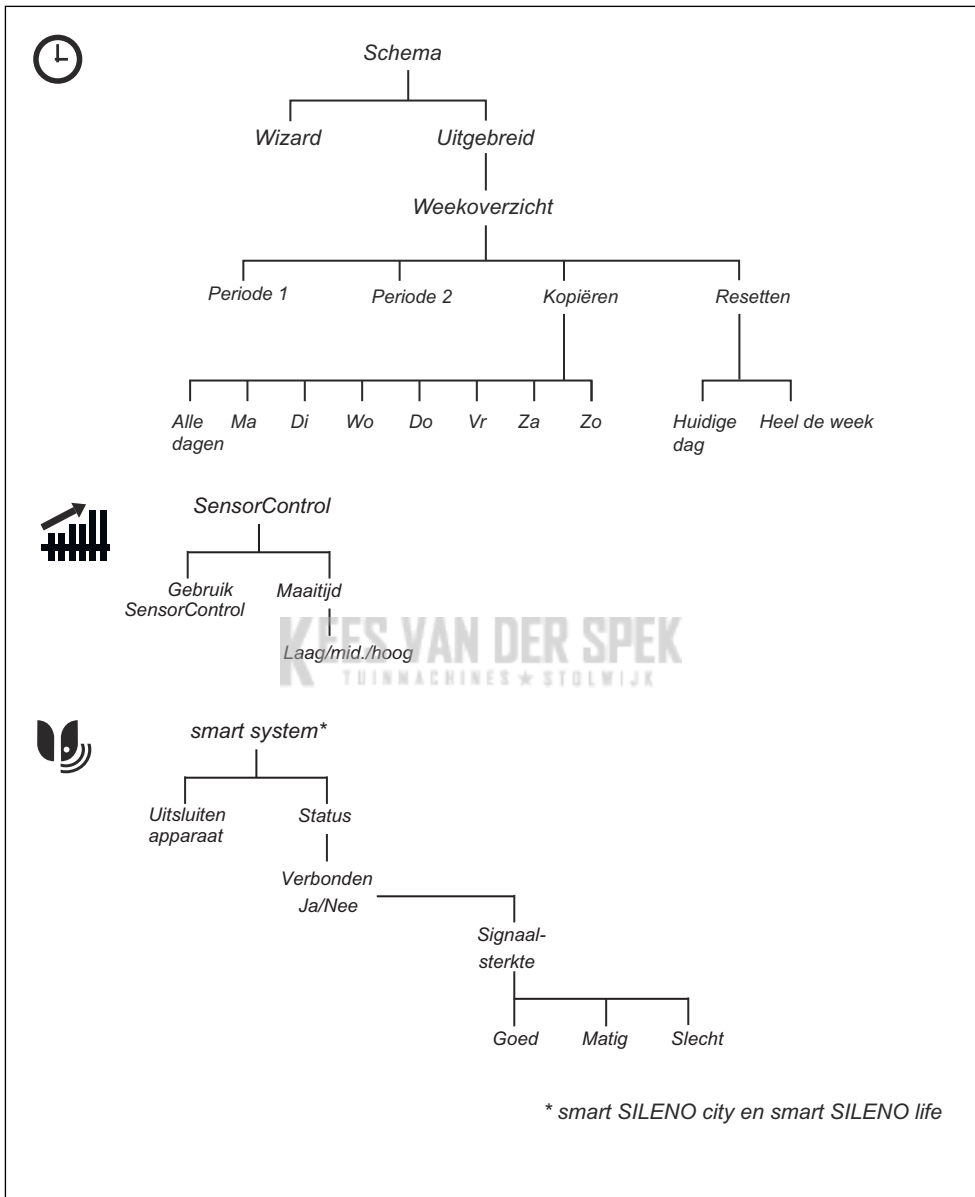 Schema
Wizard Uitgebreid
Weekoverzicht
Periode 1 Periode 2 Kopiëren Resetten
Alle dagen Ma Di Wo Do Vr Za Zo Huidige dag Heel de week
SensorControl
Gebruik SensorControl Maaitijd
Laag/mid./hoog
KEES VAN DER SPEK
TUINMACHINES ★ STOLWIJK
smart system*
Uitsluiten apparaat Status
Verbonden
Ja/Nee
Signaal-
sterkte
Goed Matig Slecht
* smart SILENO city en smart SILENO life